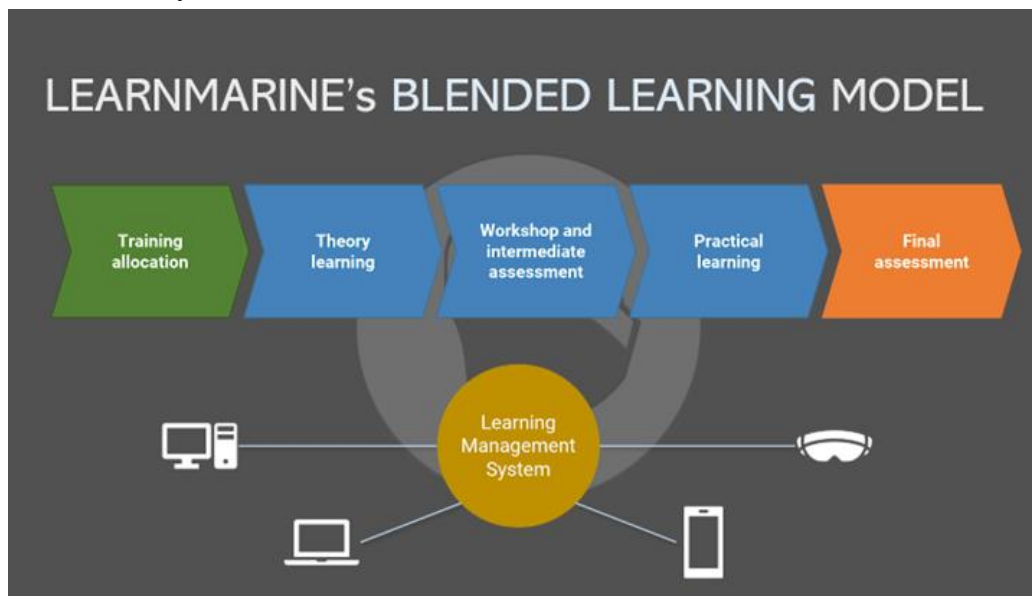 LEARNMARINE's BLENDED LEARNING MODEL
Training
allocation
Theory
learning
Workshop and
intermediate
assessment
Practical
learning
Final
assessment
Learning
Management
System